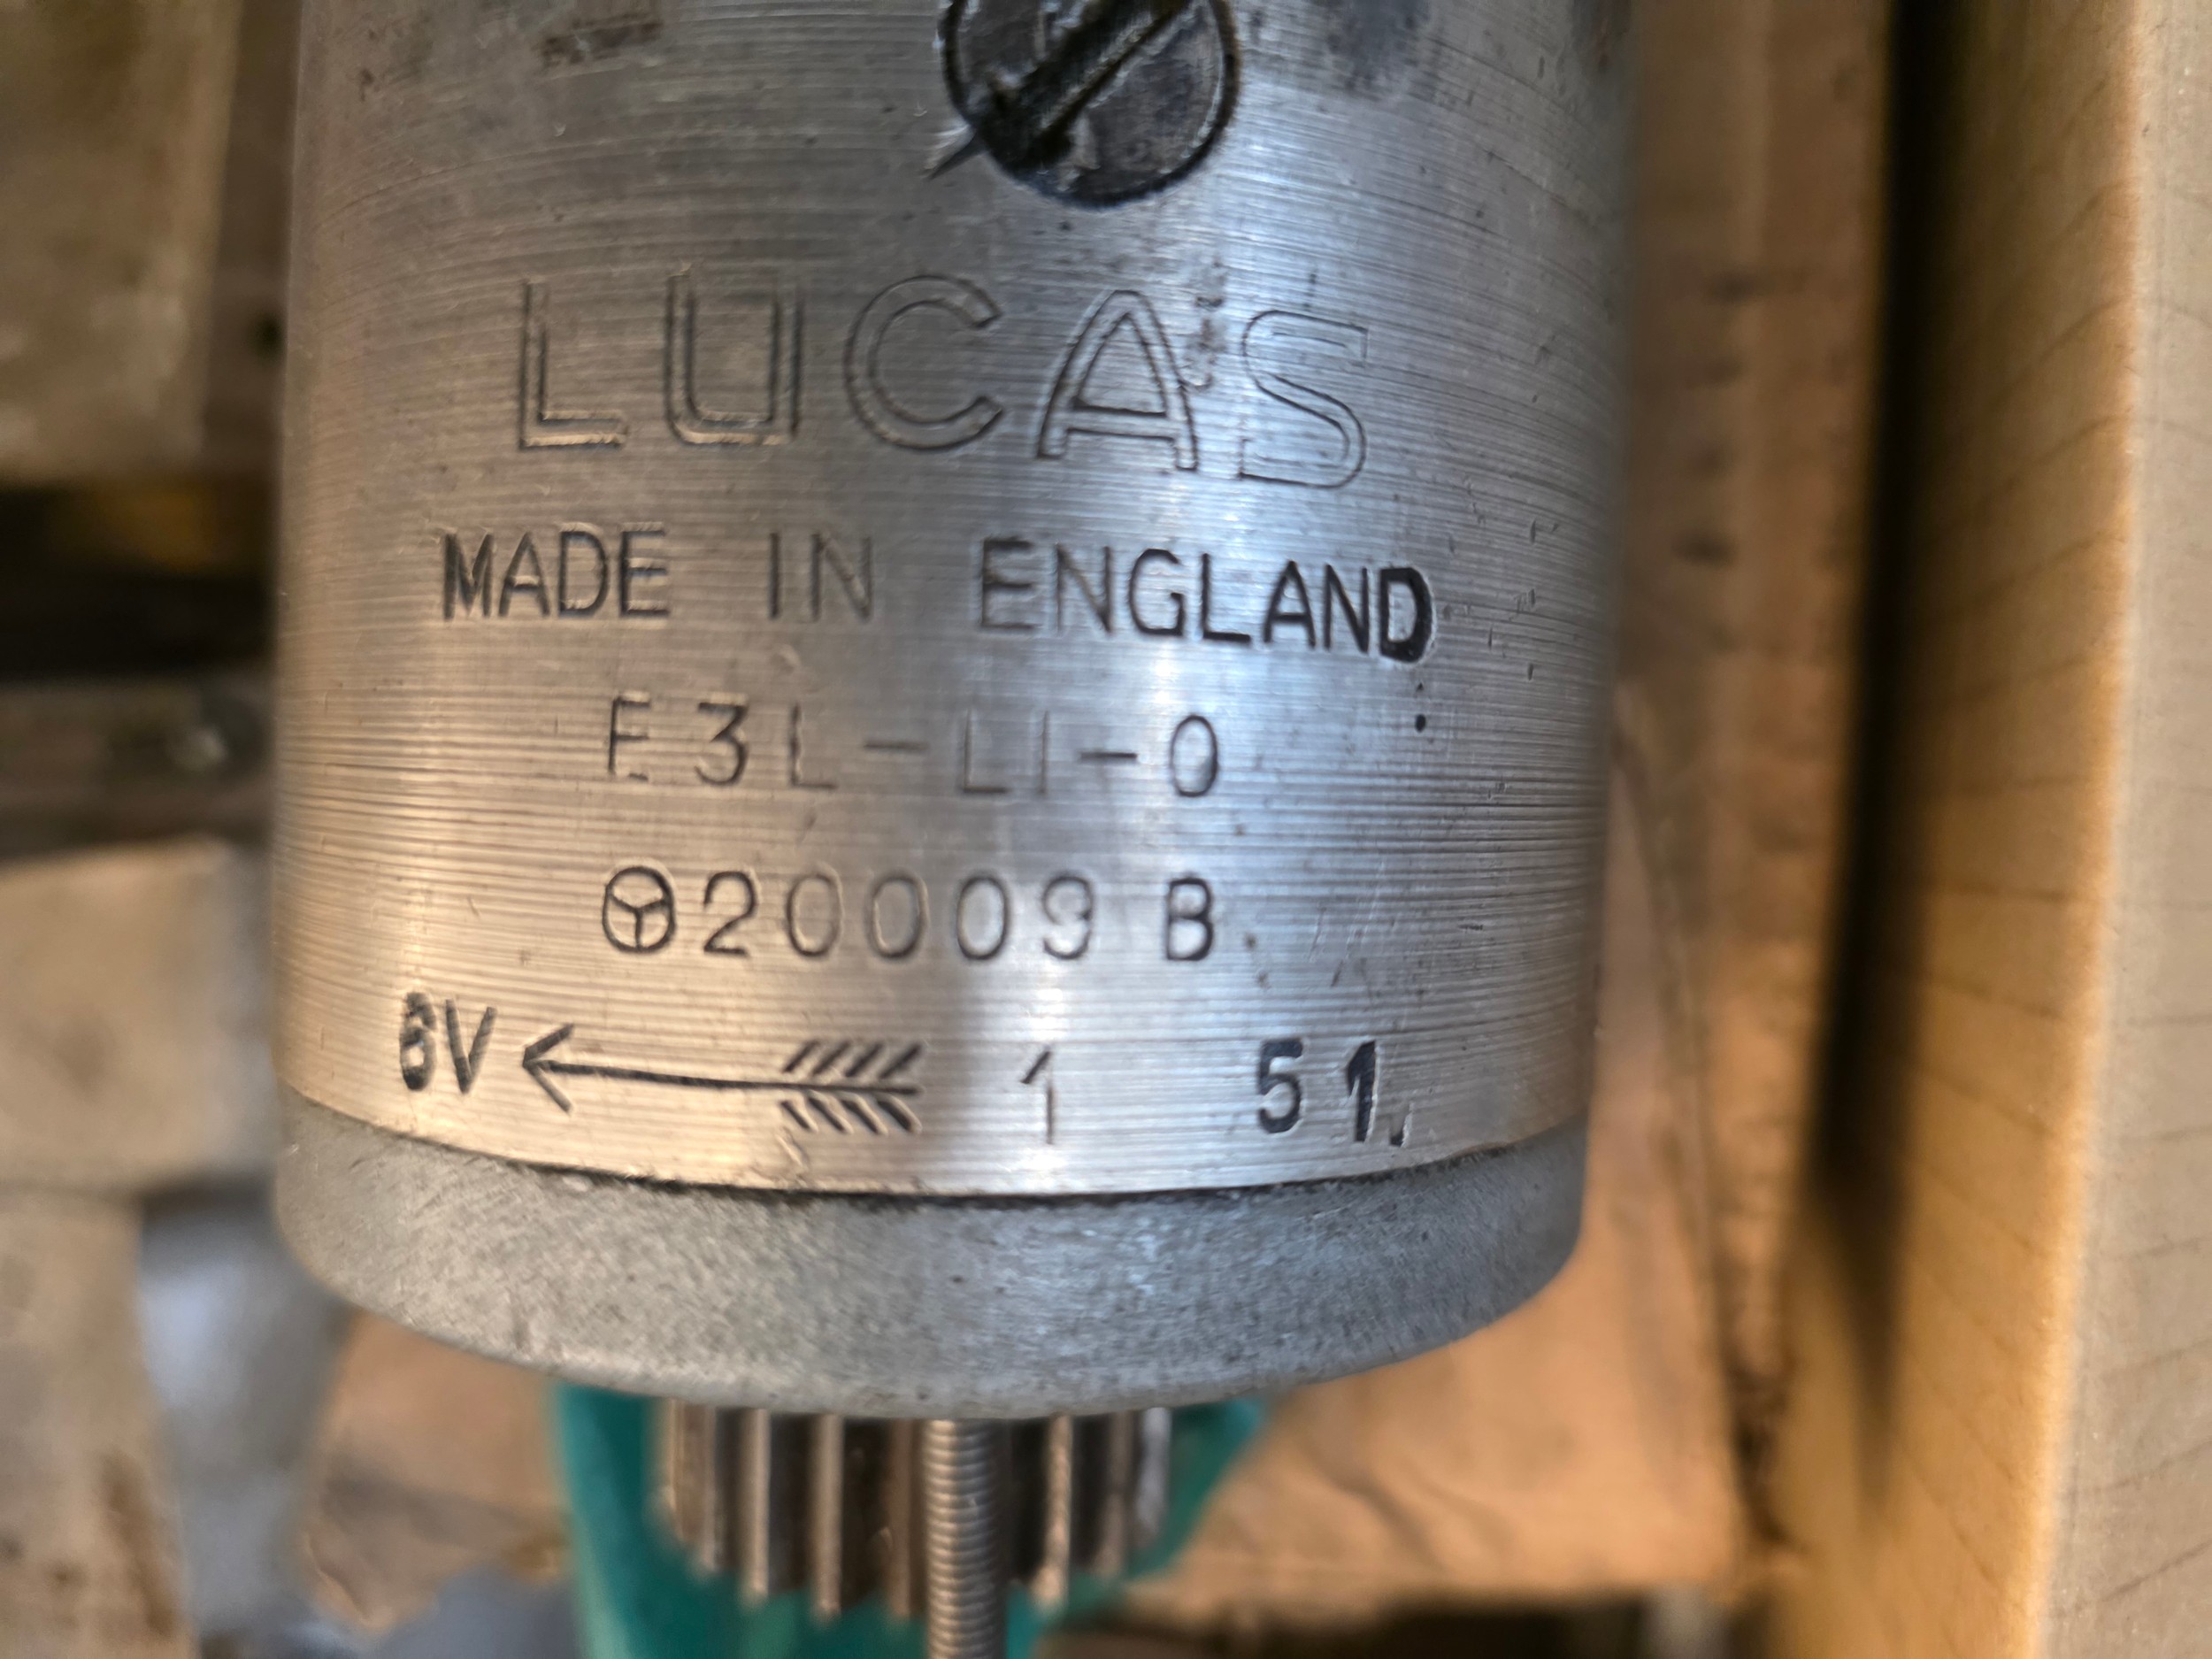 LUCAS
MADE IN ENGLAND
E3L-L1-0
20009 B
6V 1 51